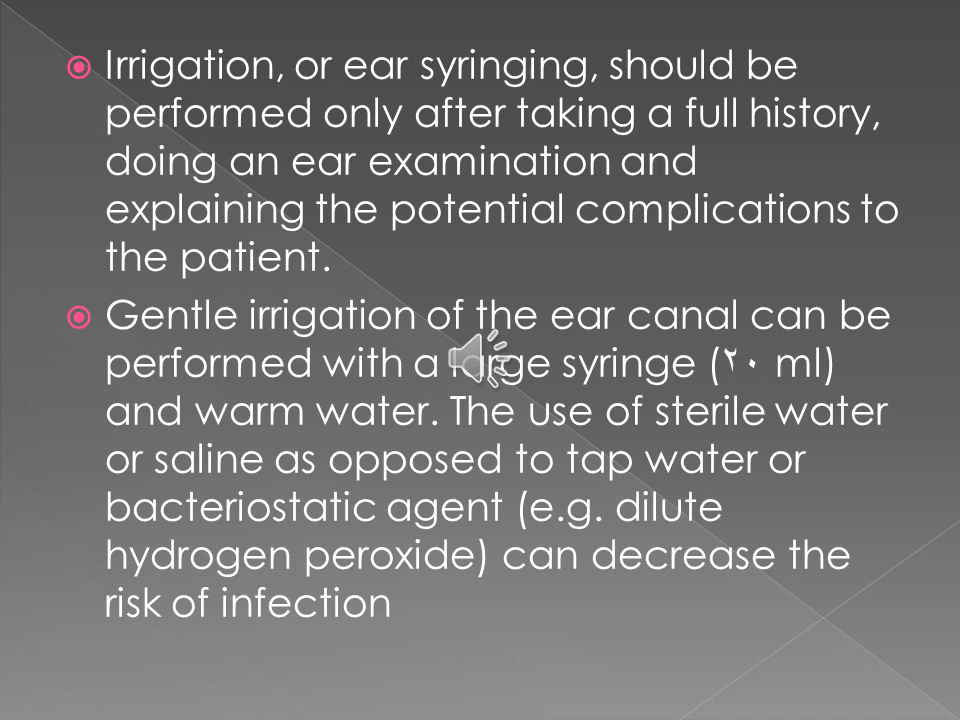 Irrigation, or ear syringing, should be
performed only after taking a full history,
doing an ear examination and
explaining the potential complications to
the patient.
Gentle irrigation of the ear canal can be
performed with a large syringe (۲۰ ml)
and warm water. The use of sterile water
or saline as opposed to tap water or
bacteriostatic agent (e.g. dilute
hydrogen peroxide) can decrease the
risk of infection